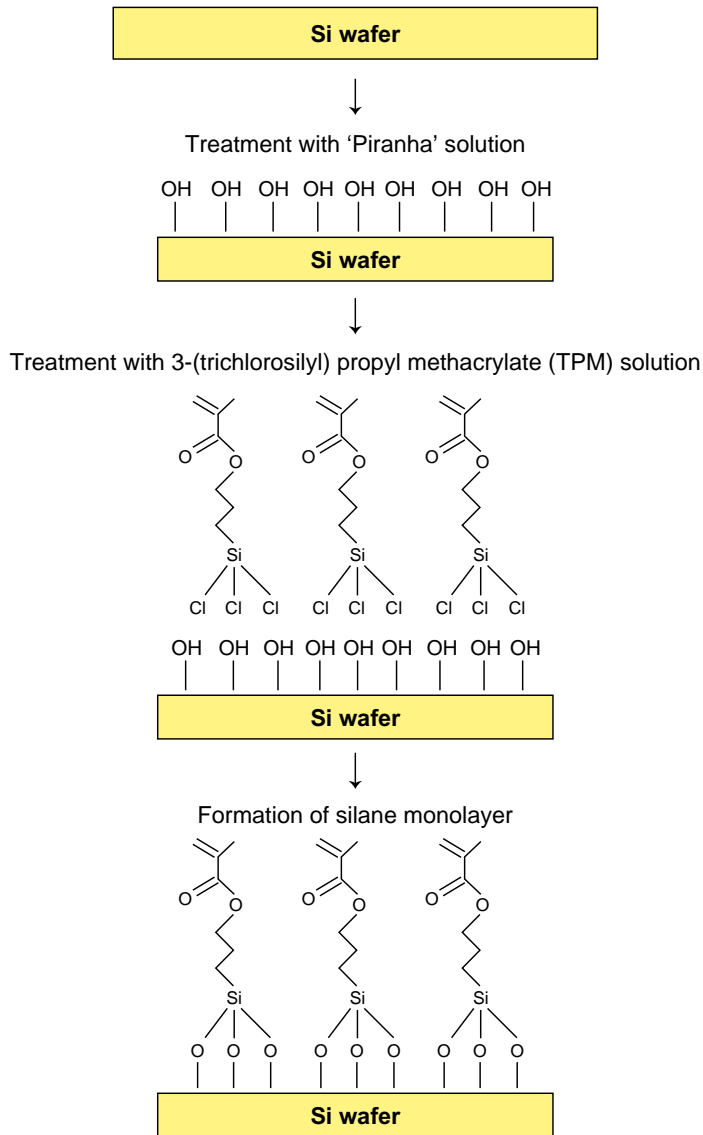 Si wafer
Treatment with ‘Piranha’ solution
OH OH OH OH OH OH OH OH OH
Si wafer
Treatment with 3-(trichlorosilyl) propyl methacrylate (TPM) solution
O O O
O O O
Si Si Si
Cl Cl Cl Cl Cl Cl Cl Cl Cl
OH OH OH OH OH OH OH OH OH
Si wafer
Formation of silane monolayer
O O O
O O O
Si Si Si
O O O O O O O O O
Si wafer